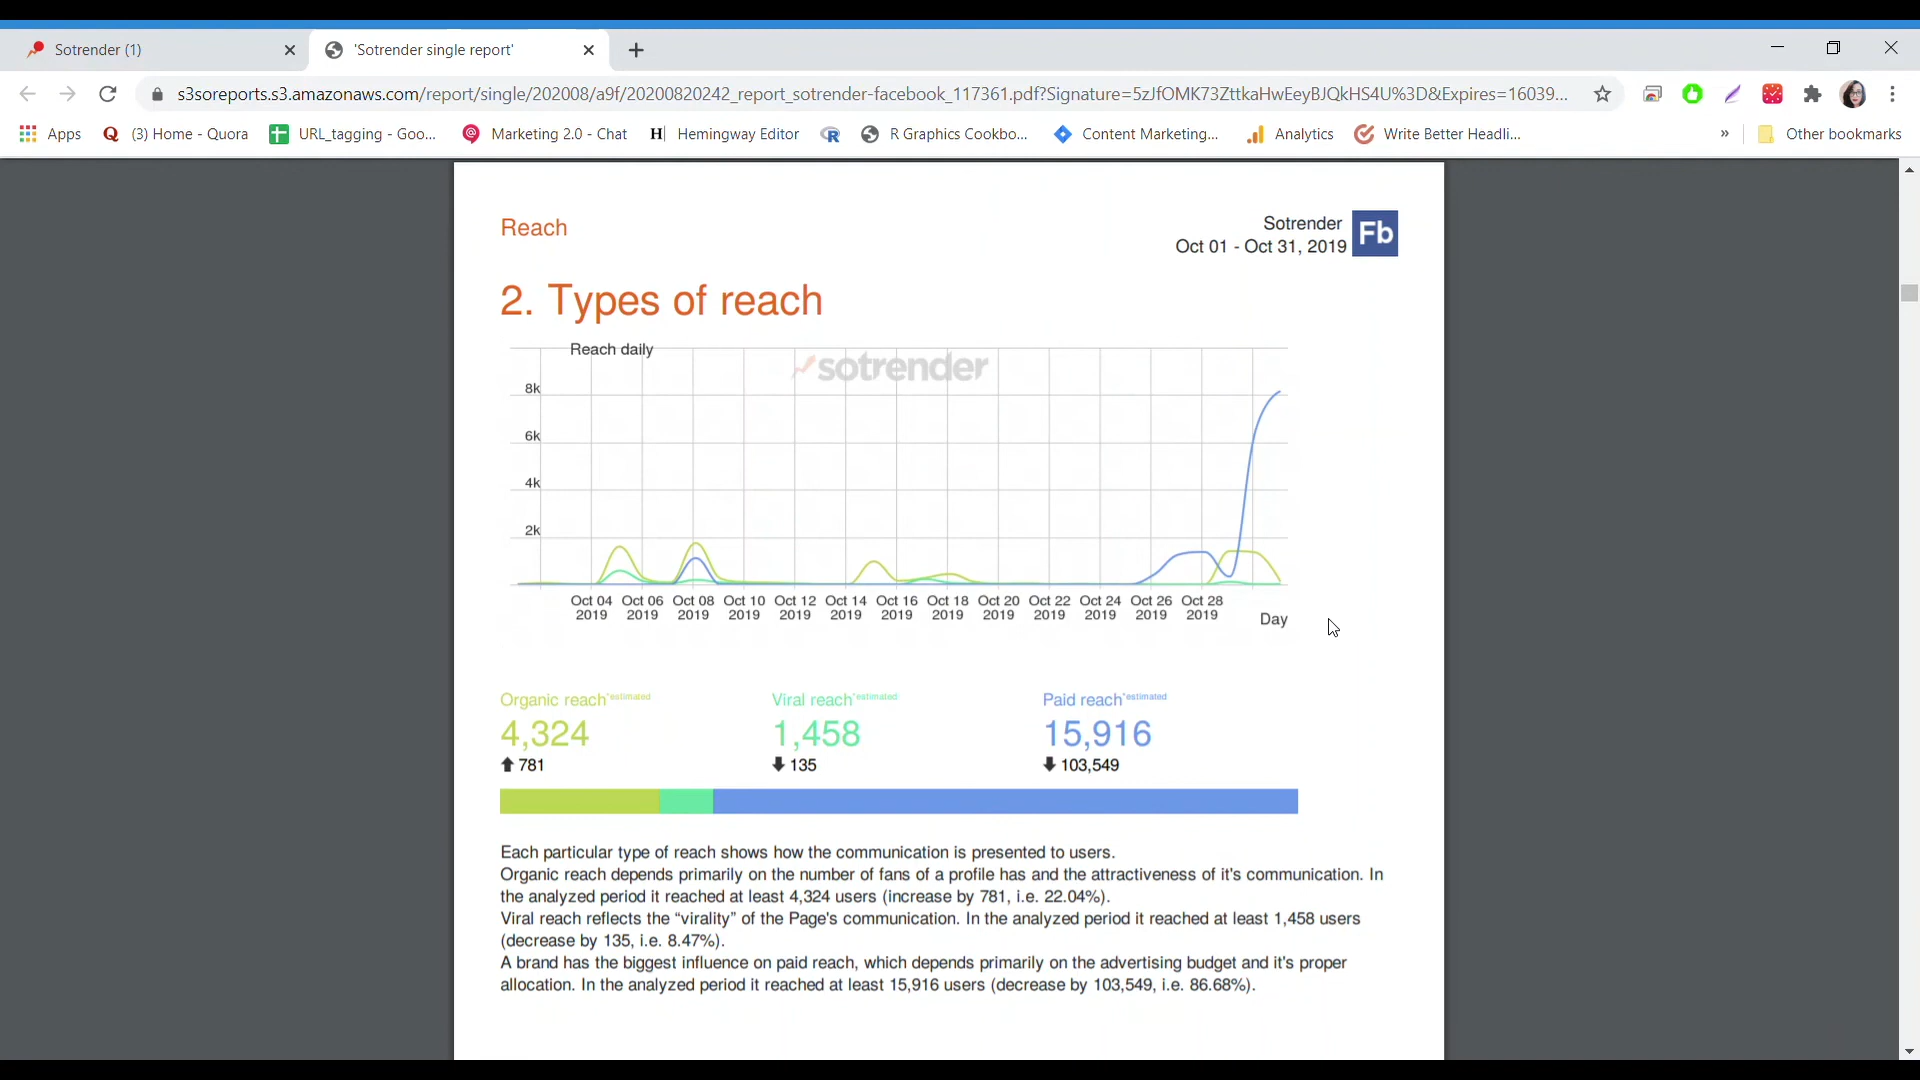 Sotrender (1)
'Sotrender single report'
s3soreports.s3.amazonaws.com/report/single/202008/a9f/20200820242_report_sotrender-facebook_117361.pdf?Signature=5zJfOMK73ZttkaHwEeyBJQkHS4U%3D&Expires=16039...
Apps
(3) Home - Quora
URL_tagging - Goo...
Marketing 2.0 - Chat
H Hemingway Editor
R Graphics Cookbo...
Content Marketing...
Analytics
Write Better Headli...
»
Other bookmarks
Reach
Sotrender
Oct 01 - Oct 31, 2019
Fb
2. Types of reach
Reach daily
sotrender
8k
6k
4k
2k
Oct 04 Oct 06 Oct 08 Oct 10 Oct 12 Oct 14 Oct 16 Oct 18 Oct 20 Oct 22 Oct 24 Oct 26 Oct 28
2019 2019 2019 2019 2019 2019 2019 2019 2019 2019 2019 2019 2019
Day
Organic reach*estimated
4,324
781
Viral reach*estimated
1,458
135
Paid reach*estimated
15,916
103,549
Each particular type of reach shows how the communication is presented to users.
Organic reach depends primarily on the number of fans of a profile has and the attractiveness of it's communication. In
the analyzed period it reached at least 4,324 users (increase by 781, i.e. 22.04%).
Viral reach reflects the “virality” of the Page's communication. In the analyzed period it reached at least 1,458 users
(decrease by 135, i.e. 8.47%).
A brand has the biggest influence on paid reach, which depends primarily on the advertising budget and it's proper
allocation. In the analyzed period it reached at least 15,916 users (decrease by 103,549, i.e. 86.68%).